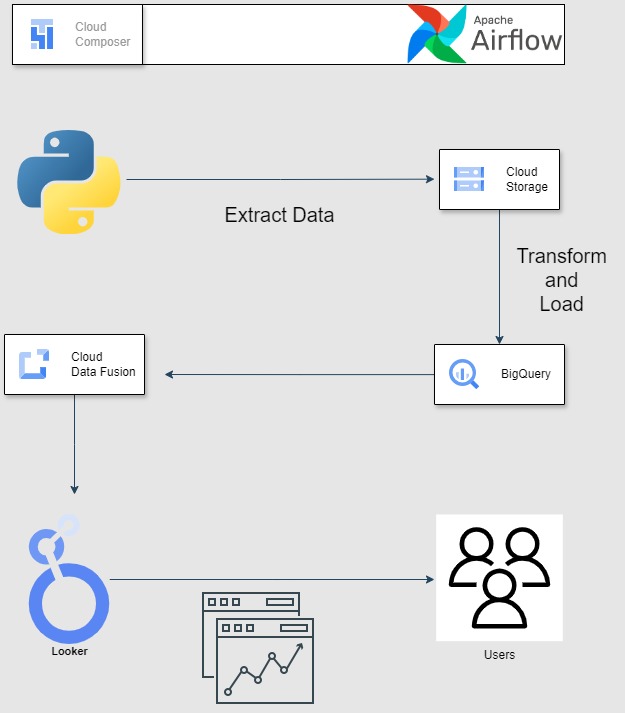 Cloud
Composer
Apache
Airflow
Cloud
Storage
Extract Data
Transform
and
Load
Cloud
Data Fusion
BigQuery
Looker
Users